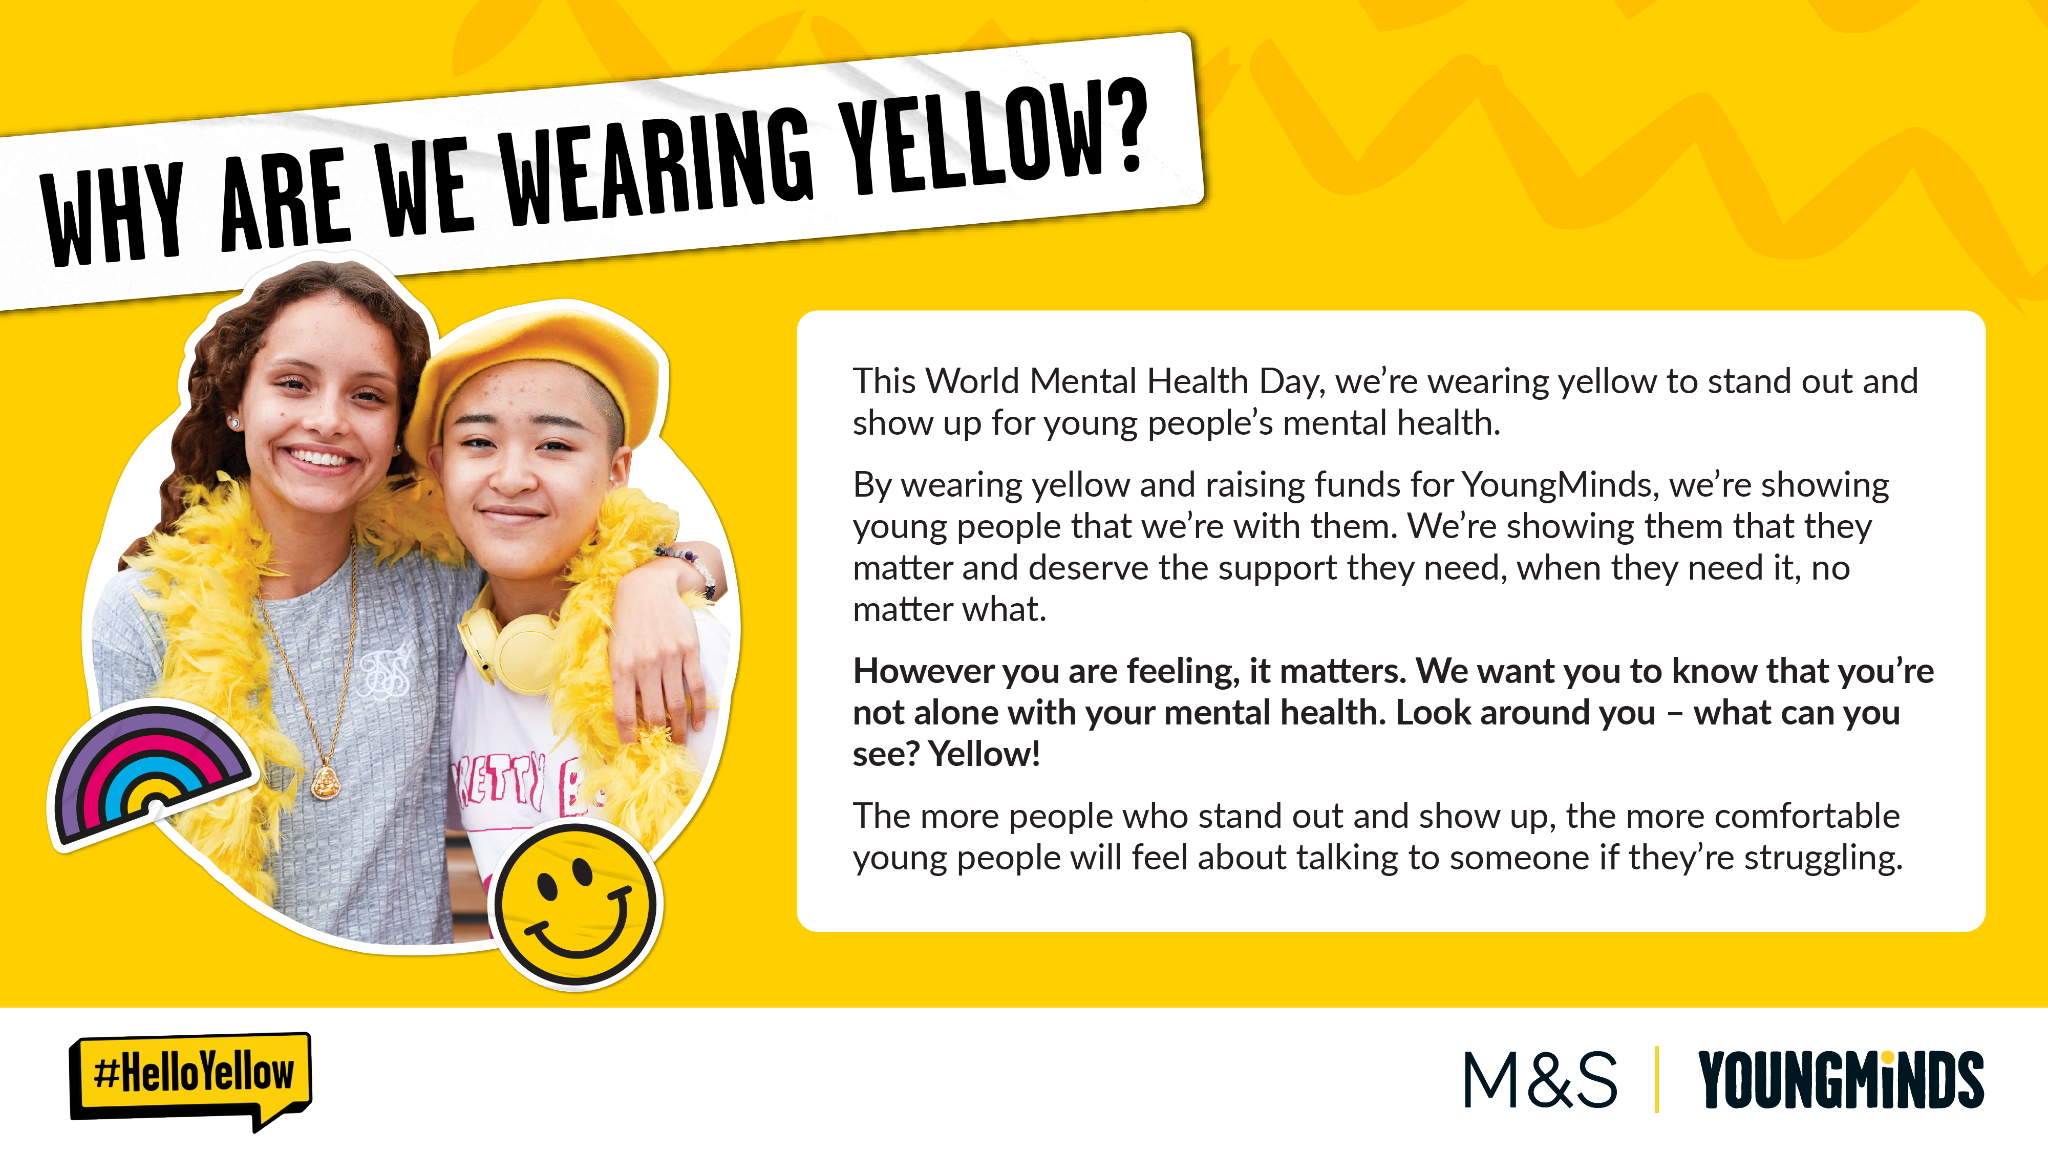 WHY ARE WE WEARING YELLOW?
This World Mental Health Day, we’re wearing yellow to stand out and
show up for young people’s mental health.
By wearing yellow and raising funds for YoungMinds, we’re showing
young people that we’re with them. We’re showing them that they
matter and deserve the support they need, when they need it, no
matter what.
However you are feeling, it matters. We want you to know that you’re
not alone with your mental health. Look around you – what can you
see? Yellow!
The more people who stand out and show up, the more comfortable
young people will feel about talking to someone if they’re struggling.
#HelloYellow
M&S
YOUNGMiNDS